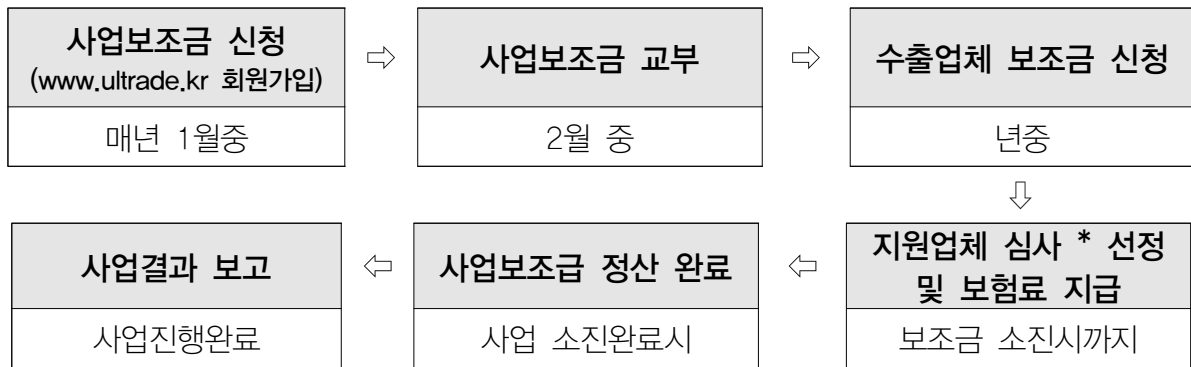 사업보조금 신청
(www.ultrade.kr 회원가입)
매년 1월중
⇨
사업보조금 교부
2월 중
⇨
수출업체 보조금 신청
년중
⇩
지원업체 심사 * 선정
및 보험료 지급
보조금 소진시까지
⇦
사업보조급 정산 완료
사업 소진완료시
⇦
사업결과 보고
사업진행완료